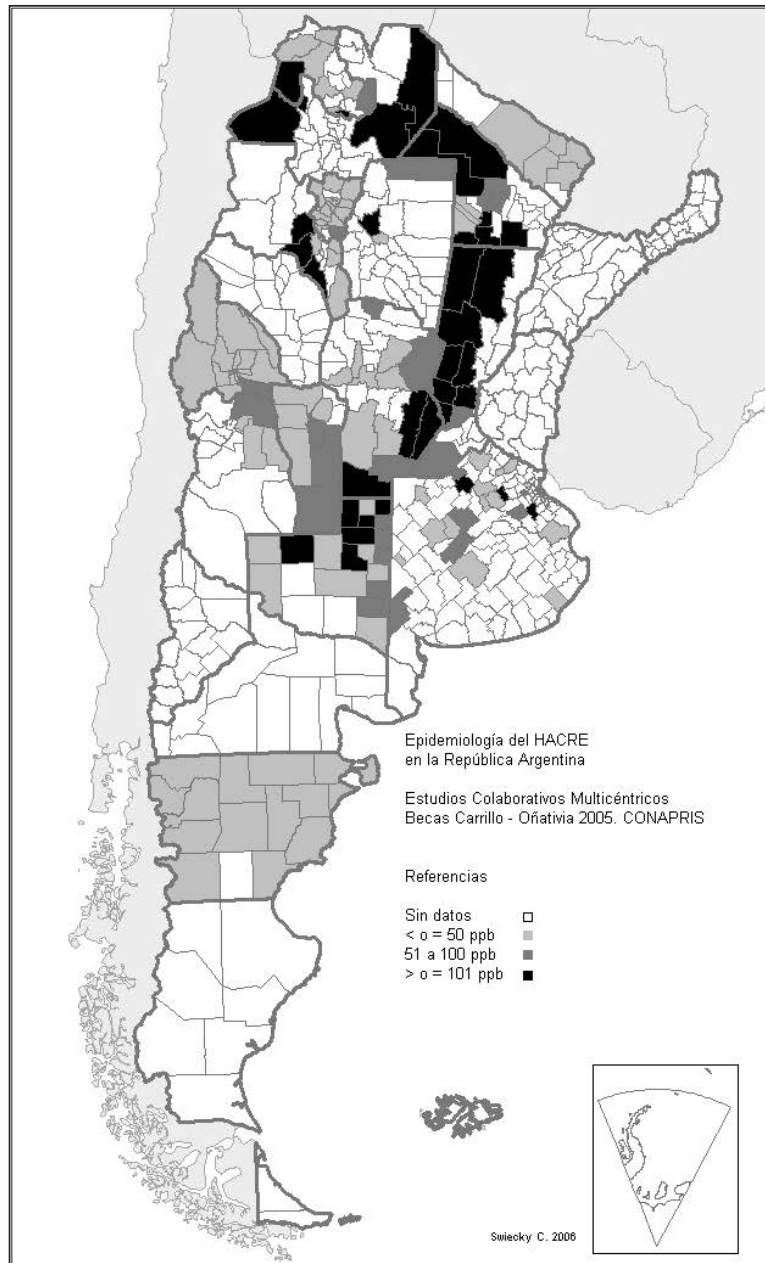 Epidemiología del HACRE
en la República Argentina
Estudios Colaborativos Multicéntricos
Becas Carrillo - Oñativia 2005. CONAPRIS
Referencias
Sin datos
< o = 50 ppb
51 a 100 ppb
> o = 101 ppb
Swiecky C. 2006